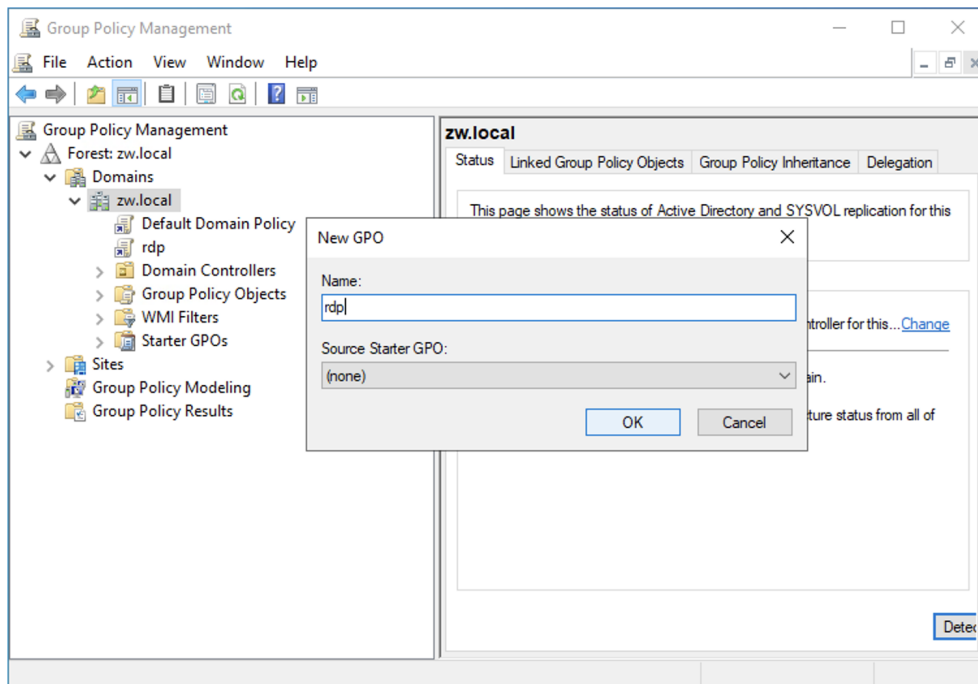 Group Policy Management
File Action View Window Help
Group Policy Management
Forest: zw.local
Domains
zw.local
Default Domain Policy
rdp
Domain Controllers
Group Policy Objects
WMI Filters
Starter GPOs
Sites
Group Policy Modeling
Group Policy Results
zw.local
Status Linked Group Policy Objects Group Policy Inheritance Delegation
This page shows the status of Active Directory and SYSVOL replication for this
New GPO
Name:
rdp
Source Starter GPO:
(none)
OK Cancel
ntroller for this...Change
ain.
ture status from all of
Detec